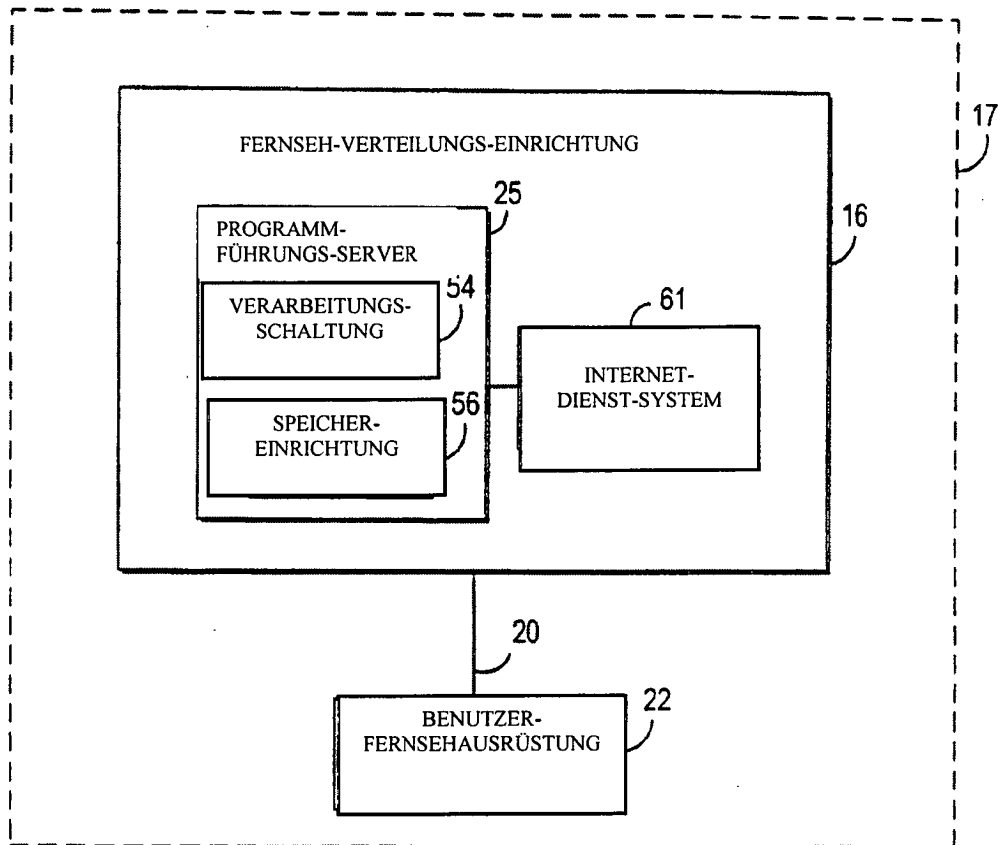 17
FERNSEH-VERTEILUNGS-EINRICHTUNG
16
25
PROGRAMM-
FÜHRUNGS-SERVER
54
VERARBEITUNGS-
SCHALTUNG
61
INTERNET-
DIENST-SYSTEM
56
SPEICHER-
EINRICHTUNG
20
22
BENUTZER-
FERNSEHAUSRÜSTUNG